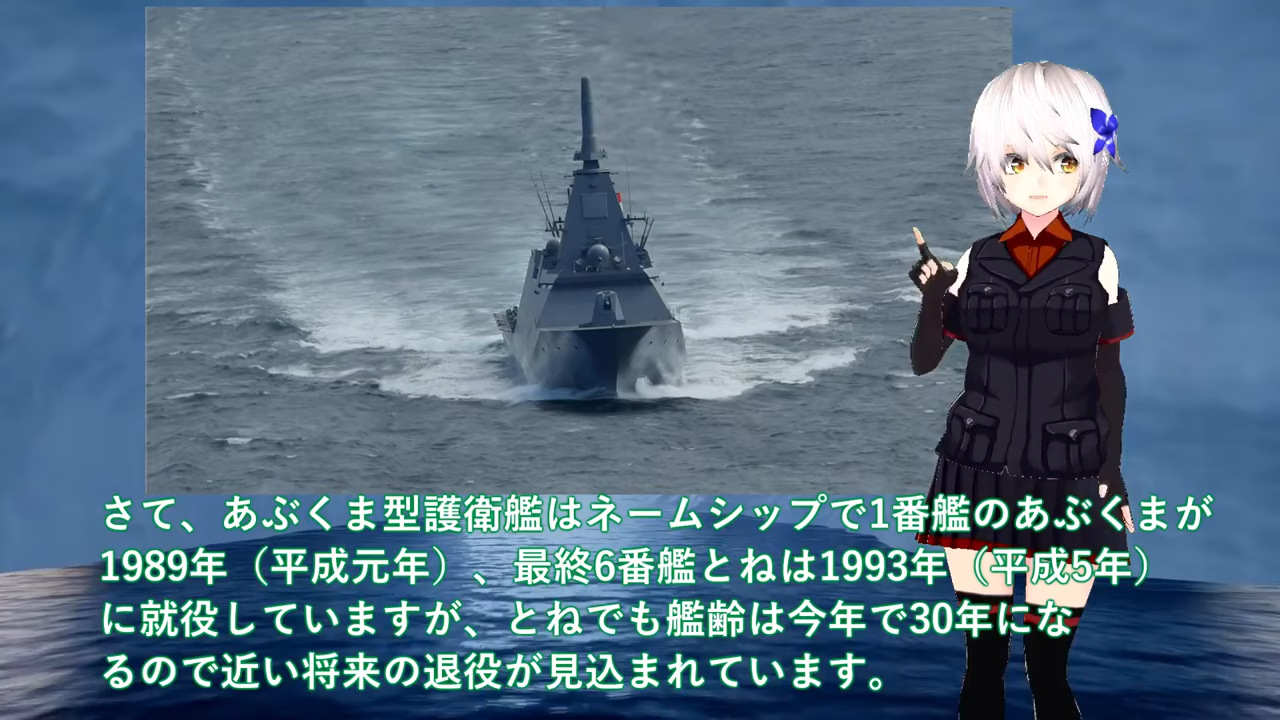 さて、あぶくま型護衛艦はネームシップで1番艦のあぶくまが
1989年（平成元年）、最終6番艦とねは1993年（平成5年）
に就役していますが、とねでも艦齢は今年で30年にな
るので近い将来の退役が見込まれています。